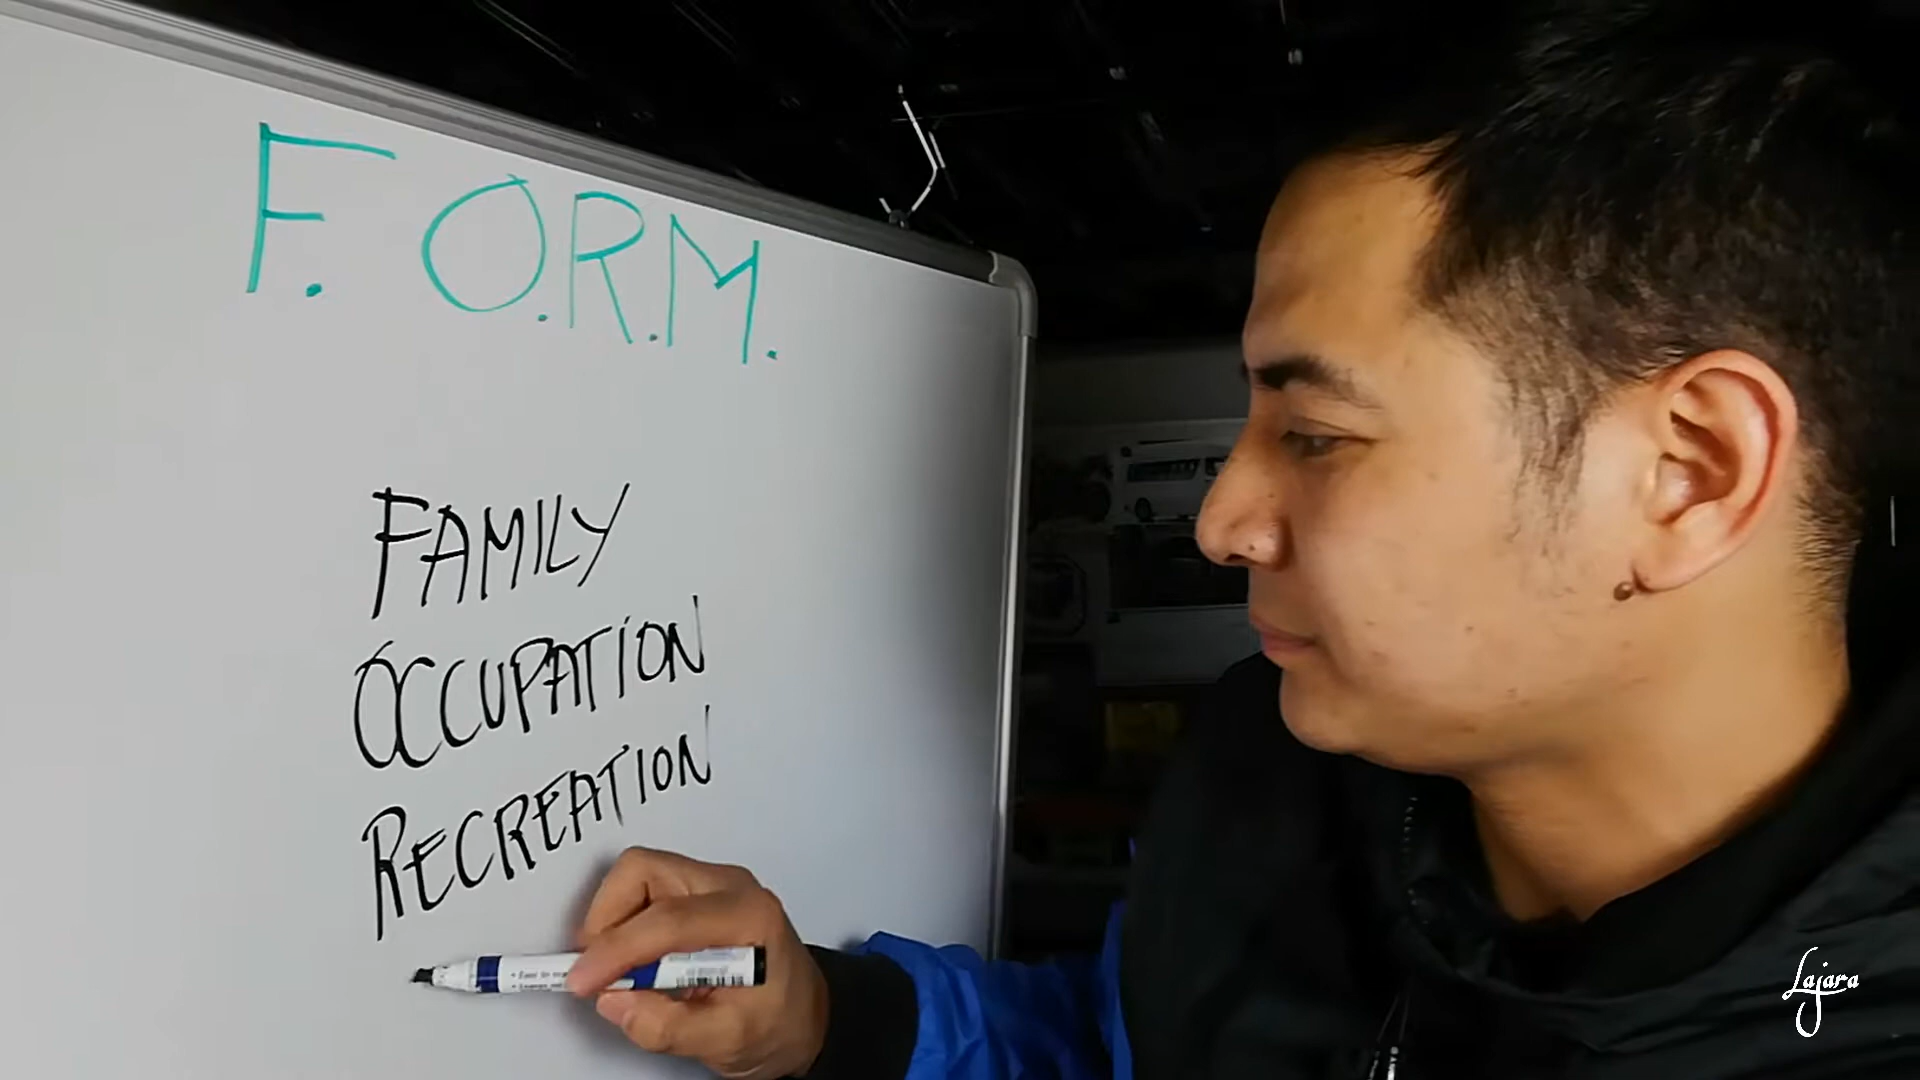 F. O.R.M.
FAMILY
OCCUPATION
RECREATION
Lajara